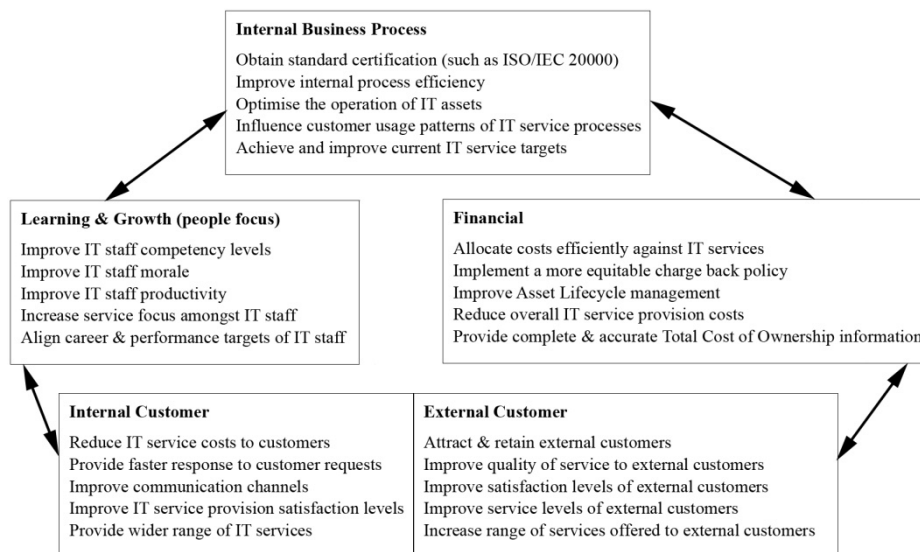 Internal Business Process
Obtain standard certification (such as ISO/IEC 20000)
Improve internal process efficiency
Optimise the operation of IT assets
Influence customer usage patterns of IT service processes
Achieve and improve current IT service targets
Learning & Growth (people focus)
Improve IT staff competency levels
Improve IT staff morale
Improve IT staff productivity
Increase service focus amongst IT staff
Align career & performance targets of IT staff
Financial
Allocate costs efficiently against IT services
Implement a more equitable charge back policy
Improve Asset Lifecycle management
Reduce overall IT service provision costs
Provide complete & accurate Total Cost of Ownership information
Internal Customer
Reduce IT service costs to customers
Provide faster response to customer requests
Improve communication channels
Improve IT service provision satisfaction levels
Provide wider range of IT services
External Customer
Attract & retain external customers
Improve quality of service to external customers
Improve satisfaction levels of external customers
Improve service levels of external customers
Increase range of services offered to external customers